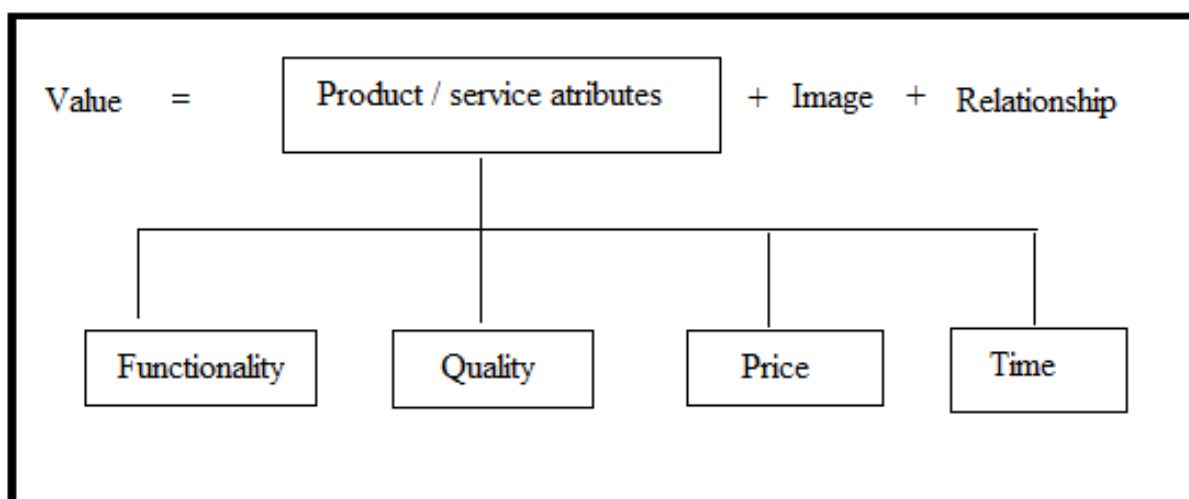 Value = Product / service atributes + Image + Relationship
Functionality Quality Price Time